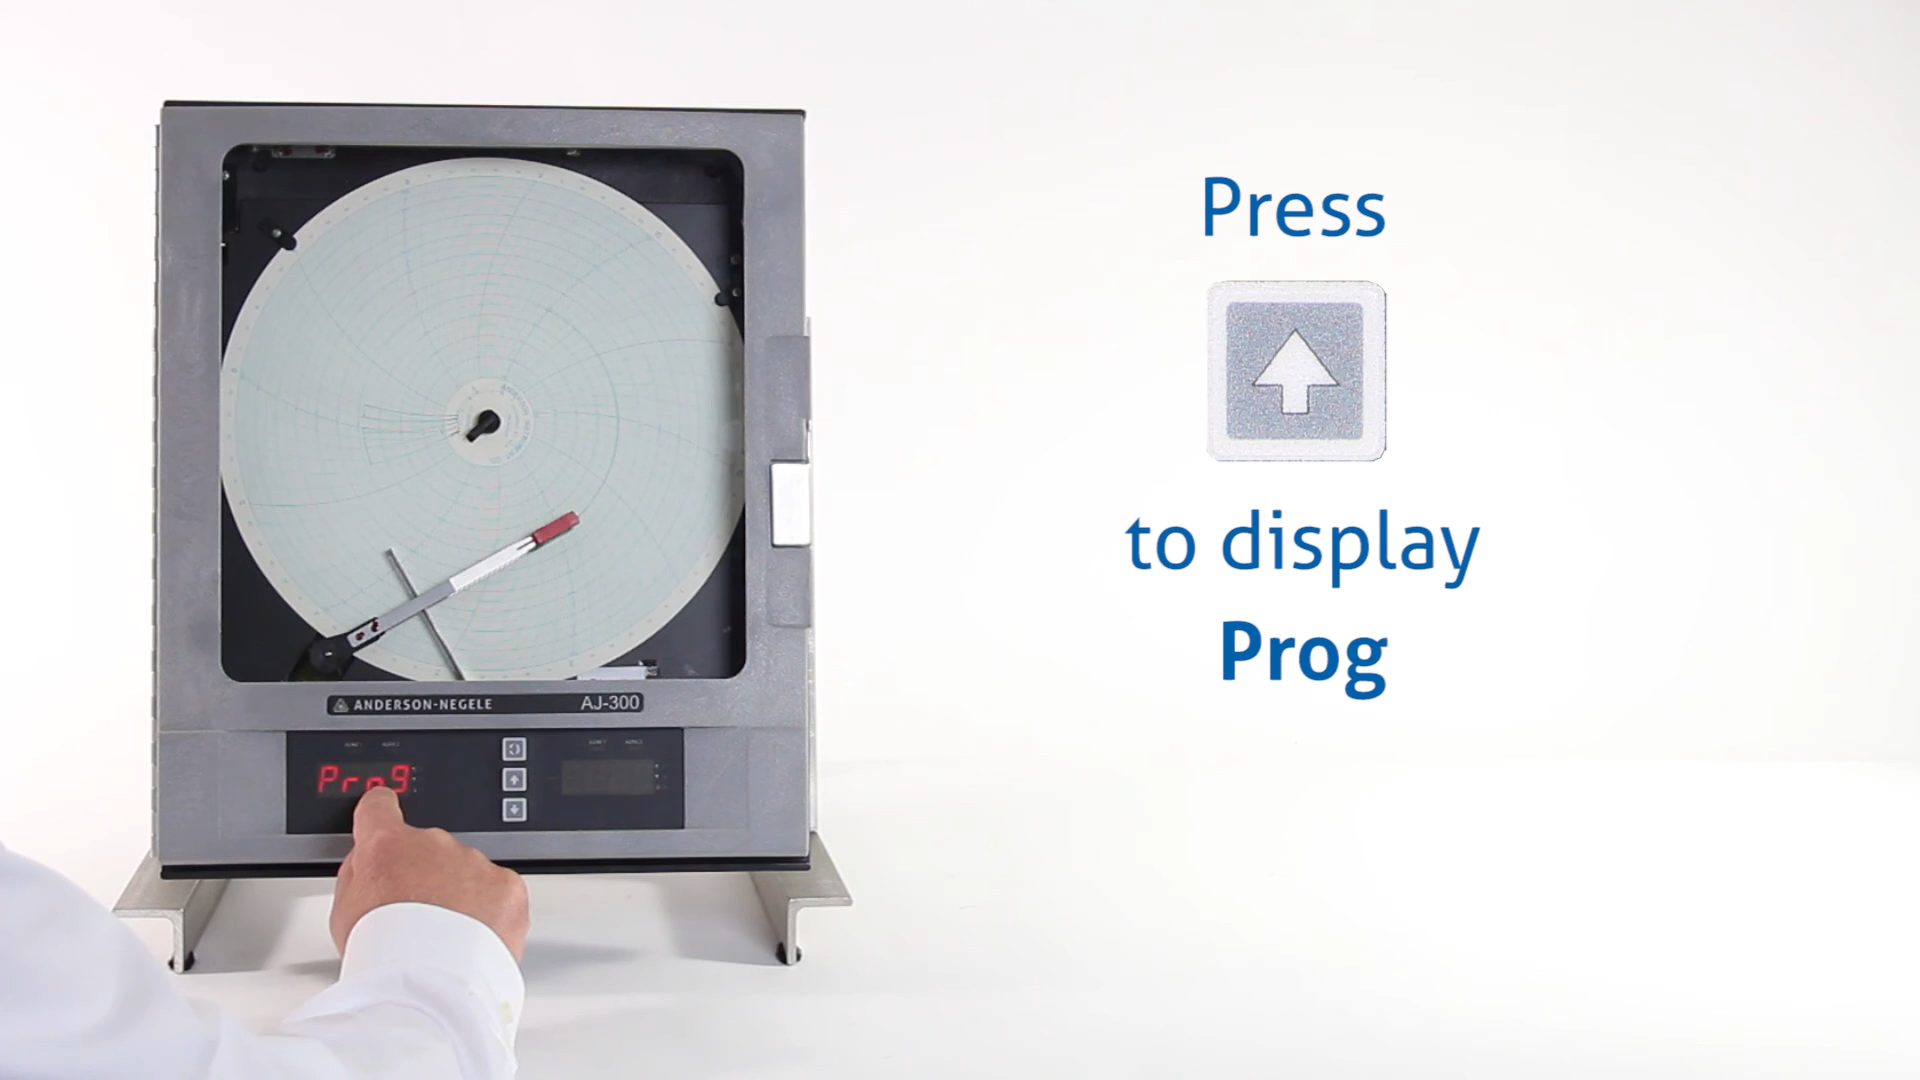 Press
to display
Prog
ANDERSON-NEGELE AJ-300
Prog